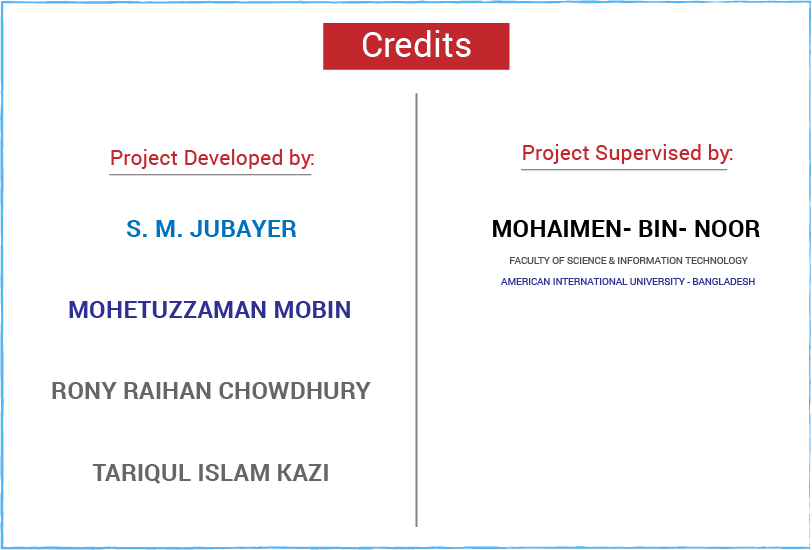 Credits
Project Developed by:
S. M. JUBAYER
MOHETUZZAMAN MOBIN
RONY RAIHAN CHOWDHURY
TARIQUL ISLAM KAZI
Project Supervised by:
MOHAIMEN- BIN- NOOR
FACULTY OF SCIENCE & INFORMATION TECHNOLOGY
AMERICAN INTERNATIONAL UNIVERSITY - BANGLADESH